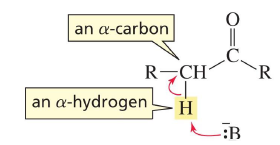 an α-carbon
O
R—CH
C
R
an α-hydrogen
H
:B̅